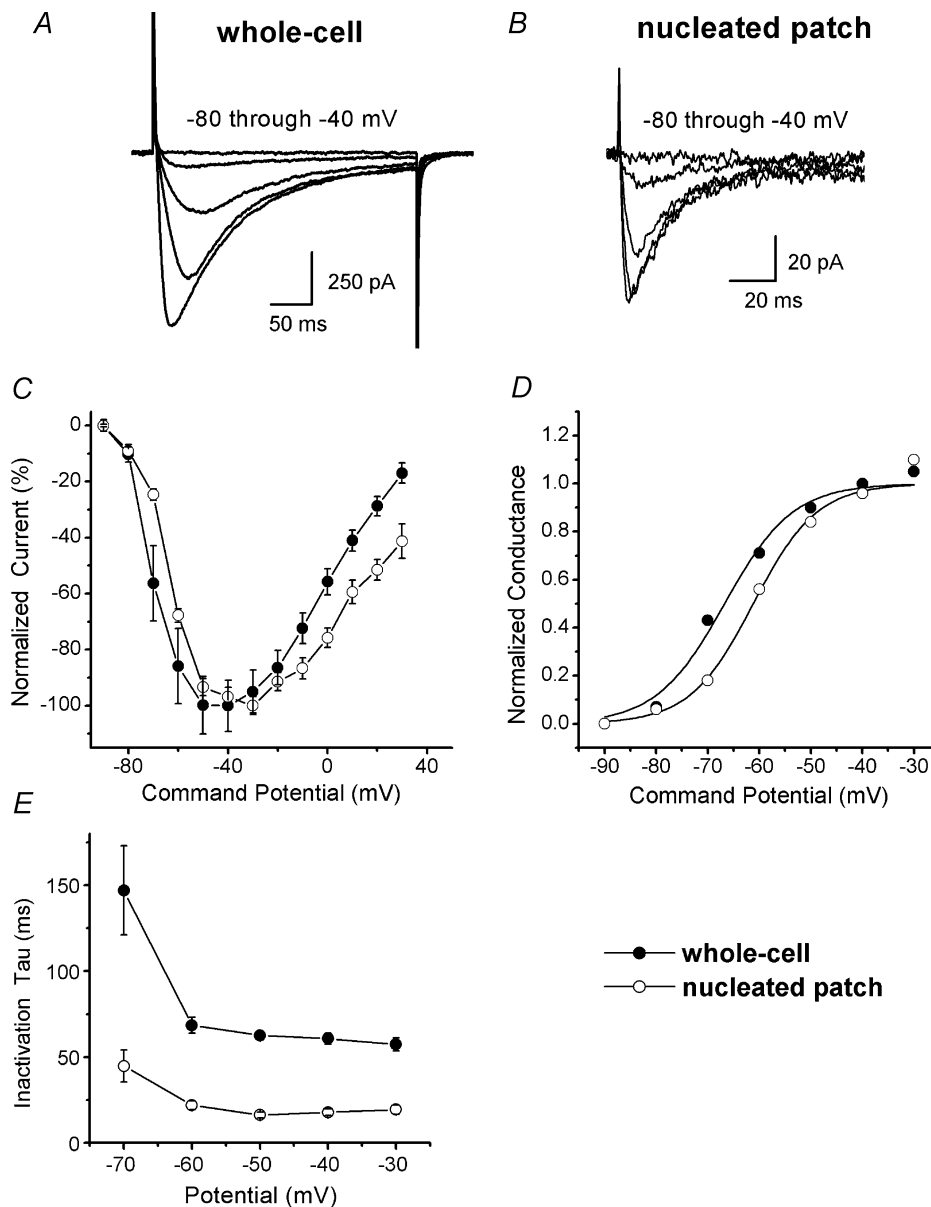 A
whole-cell
-80 through -40 mV
250 pA
50 ms
B
nucleated patch
-80 through -40 mV
20 pA
20 ms
C
Normalized Current (%)
0
-20
-40
-60
-80
-100
-80
-40
0
40
Command Potential (mV)
D
Normalized Conductance
1.2
1.0
0.8
0.6
0.4
0.2
0.0
-90
-80
-70
-60
-50
-40
-30
Command Potential (mV)
E
Inactivation Tau (ms)
150
100
50
0
-70
-60
-50
-40
-30
Potential (mV)
whole-cell
nucleated patch